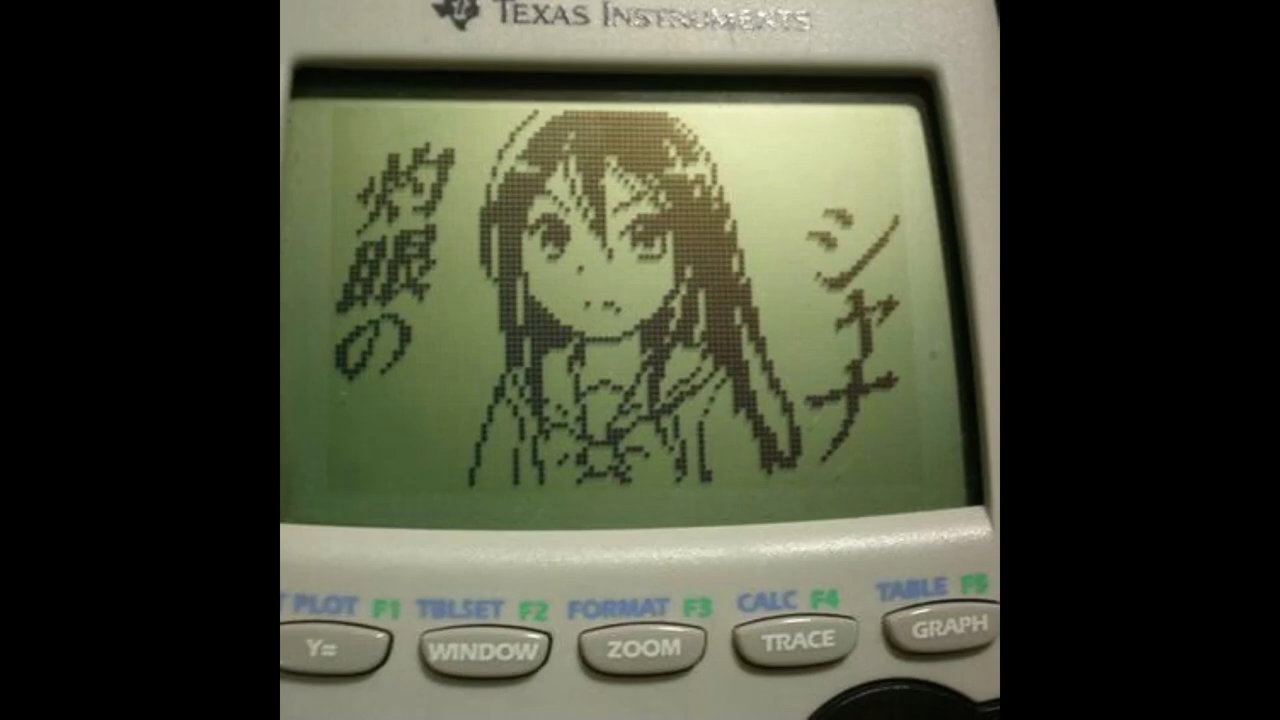 TEXAS INSTRUMENTS
灼眼の
シャナ
T PLOT F1 TBLSET F2 FORMAT F3 CALC F4 TABLE F5
Y= WINDOW ZOOM TRACE GRAPH